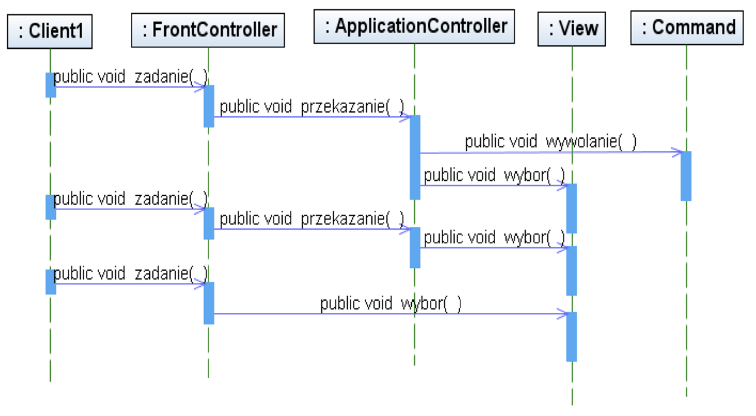 : Client1
: FrontController
: ApplicationController
: View
: Command
public void zadanie( )
public void przekazanie( )
public void wywolanie( )
public void wybor( )
public void zadanie( )
public void przekazanie( )
public void wybor( )
public void zadanie( )
public void wybor( )